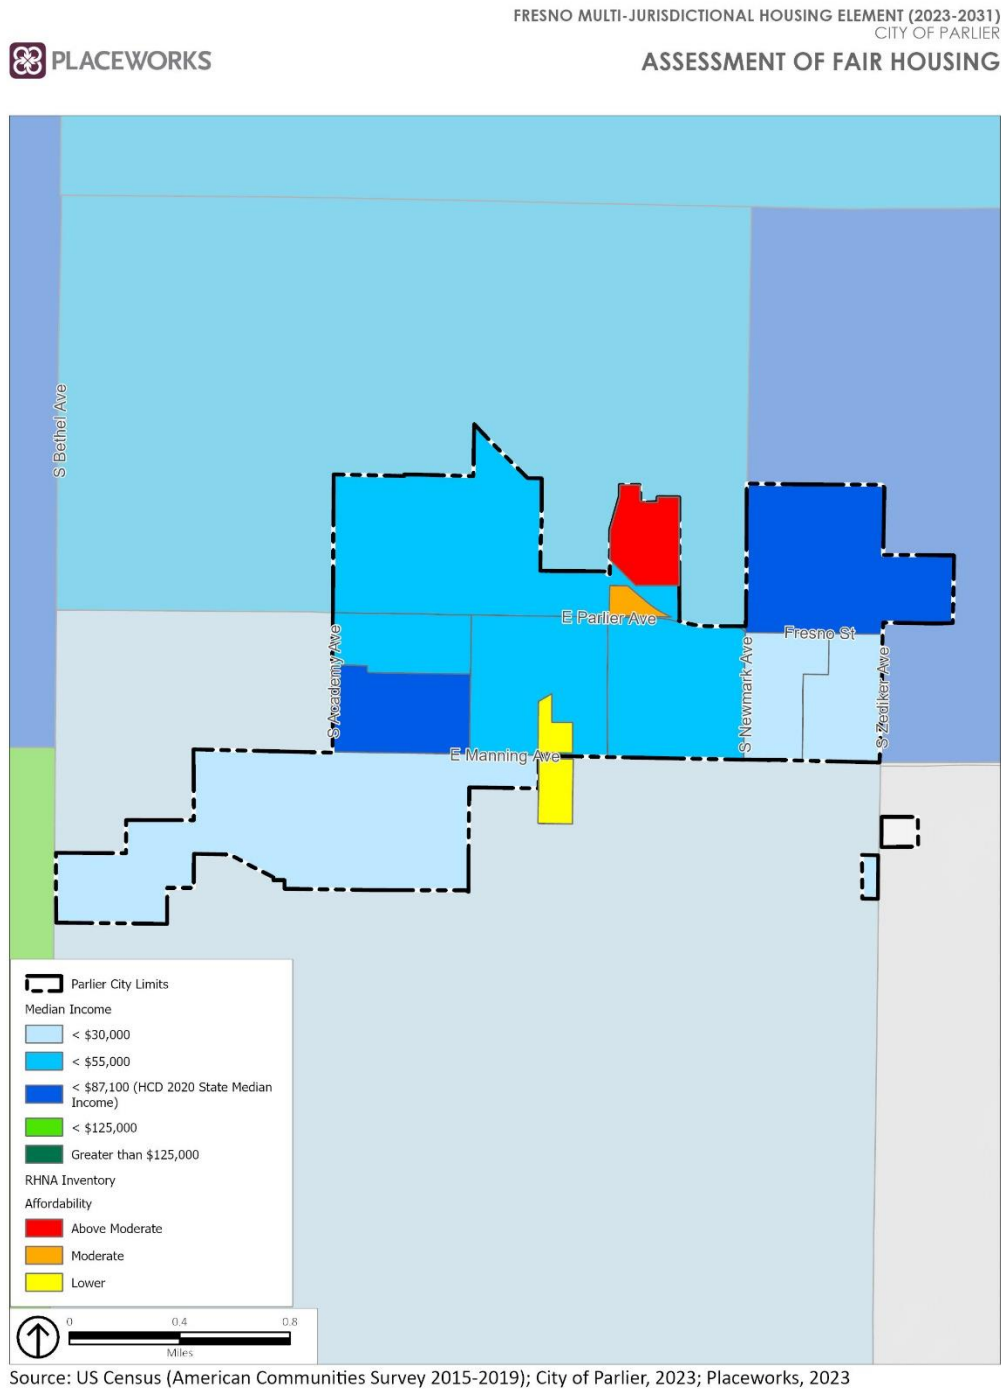 FRESNO MULTI-JURISDICTIONAL HOUSING ELEMENT (2023-2031)
CITY OF PARLIER
PLACEWORKS
ASSESSMENT OF FAIR HOUSING
S Bethel Ave
E Parlier Ave
Fresno St
S Academy Ave
S Newmark Ave
S Zediker Ave
E Manning Ave
Parlier City Limits
Median Income
< $30,000
< $55,000
< $87,100 (HCD 2020 State Median
Income)
< $125,000
Greater than $125,000
RHNA Inventory
Affordability
Above Moderate
Moderate
Lower
0 0.4 0.8
Miles
Source: US Census (American Communities Survey 2015-2019); City of Parlier, 2023; Placeworks, 2023